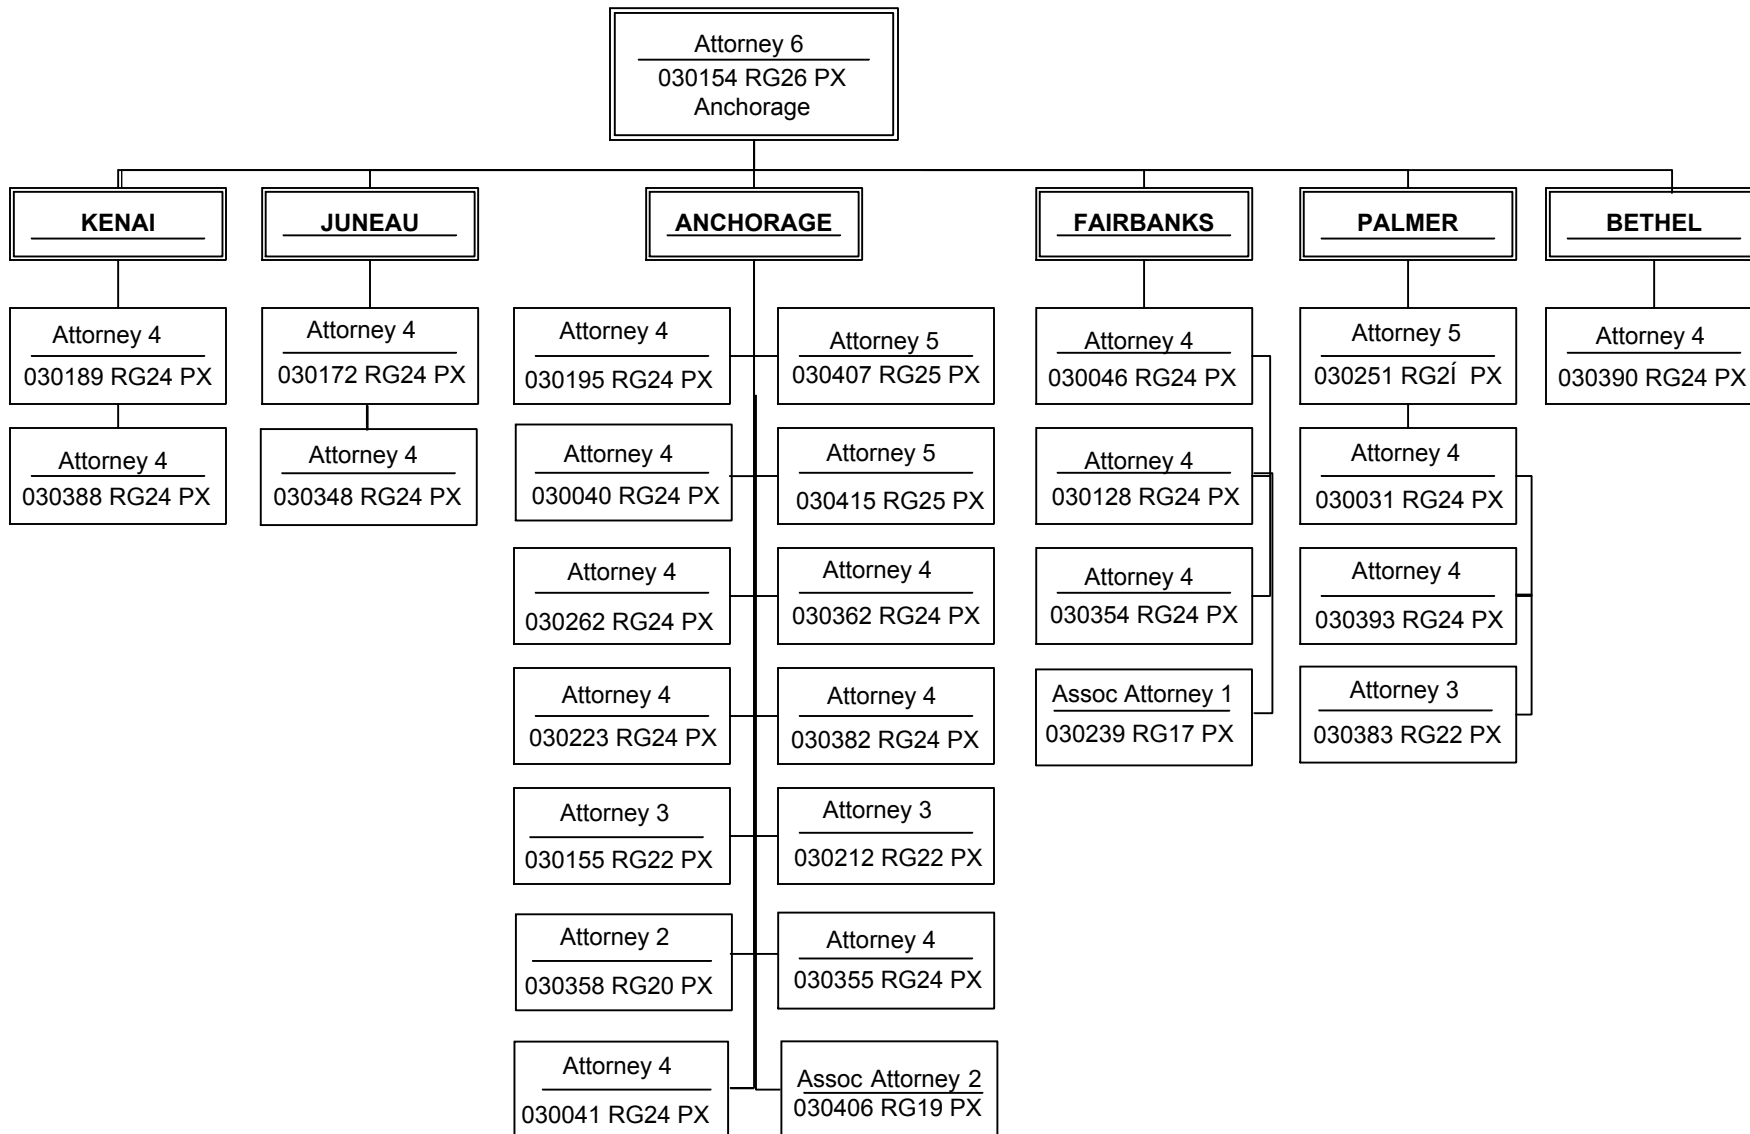 Attorney 6
030154 RG26 PX
Anchorage
KENAI
JUNEAU
ANCHORAGE
FAIRBANKS
PALMER
BETHEL
Attorney 4
030189 RG24 PX
Attorney 4
030388 RG24 PX
Attorney 4
030172 RG24 PX
Attorney 4
030348 RG24 PX
Attorney 4
030195 RG24 PX
Attorney 5
030407 RG25 PX
Attorney 4
030040 RG24 PX
Attorney 5
030415 RG25 PX
Attorney 4
030262 RG24 PX
Attorney 4
030362 RG24 PX
Attorney 4
030223 RG24 PX
Attorney 4
030382 RG24 PX
Attorney 3
030155 RG22 PX
Attorney 3
030212 RG22 PX
Attorney 2
030358 RG20 PX
Attorney 4
030355 RG24 PX
Attorney 4
030041 RG24 PX
Assoc Attorney 2
030406 RG19 PX
Attorney 4
030046 RG24 PX
Attorney 4
030128 RG24 PX
Attorney 4
030354 RG24 PX
Assoc Attorney 1
030239 RG17 PX
Attorney 5
030251 RG2Í PX
Attorney 4
030031 RG24 PX
Attorney 4
030393 RG24 PX
Attorney 3
030383 RG22 PX
Attorney 4
030390 RG24 PX